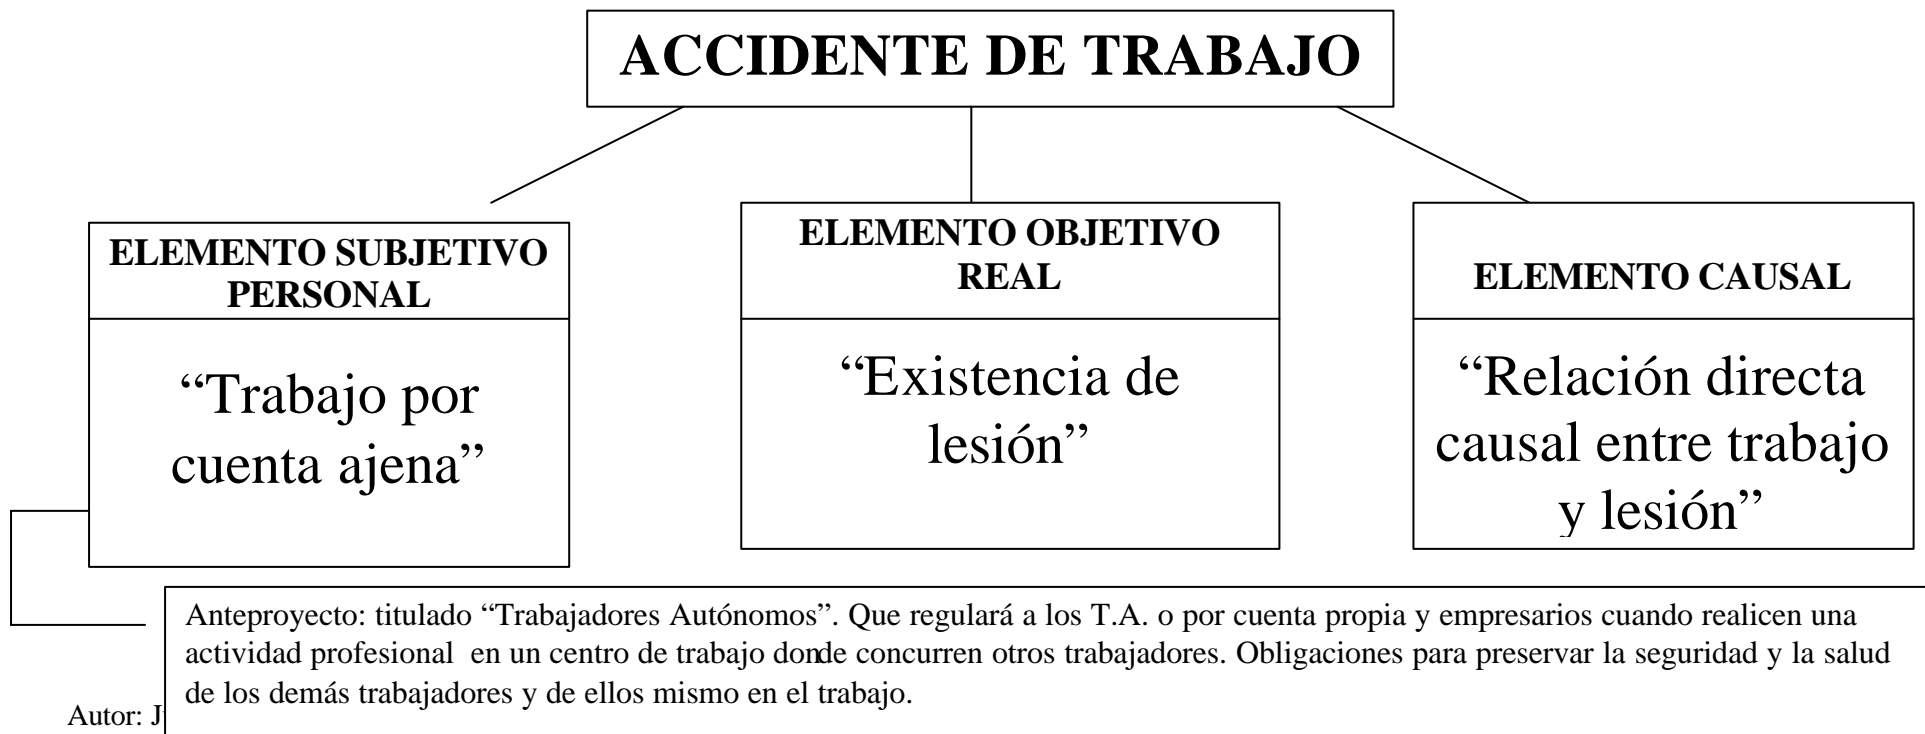 ACCIDENTE DE TRABAJO
ELEMENTO SUBJETIVO
PERSONAL
“Trabajo por
cuenta ajena”
ELEMENTO OBJETIVO
REAL
“Existencia de
lesión”
ELEMENTO CAUSAL
“Relación directa
causal entre trabajo
y lesión”
Anteproyecto: titulado “Trabajadores Autónomos”. Que regulará a los T.A. o por cuenta propia y empresarios cuando realicen una
actividad profesional en un centro de trabajo donde concurren otros trabajadores. Obligaciones para preservar la seguridad y la salud
de los demás trabajadores y de ellos mismo en el trabajo.
Autor: